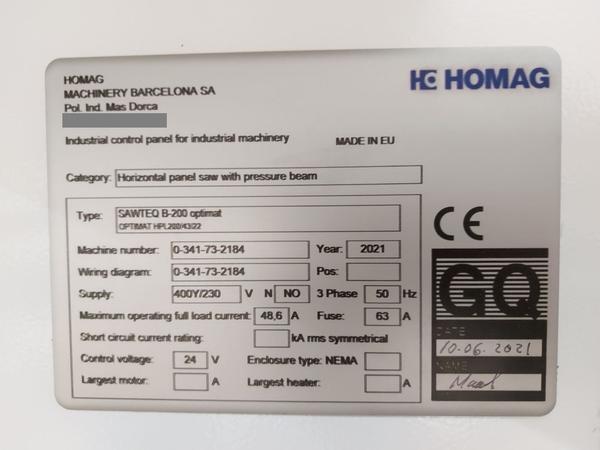 HOMAG
MACHINERY BARCELONA SA
Pol. Ind. Mas Dorca
HOMAG
Industrial control panel for industrial machinery MADE IN EU
Category: Horizontal panel saw with pressure beam
Type: SAWTEQ B-200 optimat
OPTIMAT HPL200/43/22
CE
Machine number: 0-341-73-2184 Year: 2021
Wiring diagram: 0-341-73-2184 Pos:
Supply: 400Y/230 V N NO 3 Phase 50 Hz
Maximum operating full load current: 48,6 A Fuse: 63 A
Short circuit current rating: kA rms symmetrical
Control voltage: 24 V Enclosure type: NEMA
Largest motor: A Largest heater: A
GQ
DATE
10.06.2021
NAME